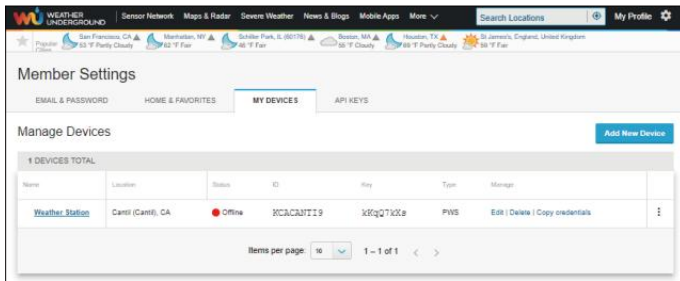 WEATHER UNDERGROUND
Sensor Network Maps & Radar Severe Weather News & Blogs Mobile Apps More Search Locations My Profile
Popular Cities
San Francisco, CA
53 °F Partly Cloudy
Manhattan, NY
62 °F Fair
Schiller Park, IL (60176)
46 °F Fair
Boston, MA
55 °F Cloudy
Houston, TX
65 °F Partly Cloudy
St James's, England, United Kingdom
59 °F Fair
Member Settings
EMAIL & PASSWORD HOME & FAVORITES MY DEVICES API KEYS
Manage Devices Add New Device
1 DEVICES TOTAL
Name Location Status ID Key Type Manage
Weather Station Cantil (Cantil), CA Offline KCACANTI9 kKqQ7kXs PWS Edit | Delete | Copy credentials
Items per page: 10 1 – 1 of 1